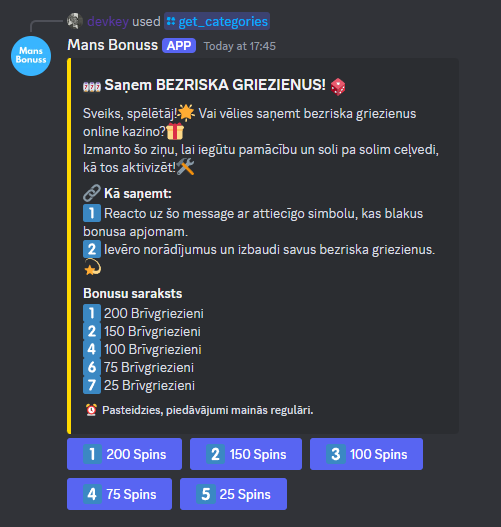 devkey used get_categories
Mans Bonuss
Mans Bonuss APP Today at 17:45
Saņem BEZRISKA GRIEZIENUS!
Sveiks, spēlētāj! Vai vēlies saņemt bezriska griezienus
online kazino?
Izmanto šo ziņu, lai iegūtu pamācību un soli pa solim ceļvedi,
kā tos aktivizēt!
Kā saņemt:
1 Reacto uz šo message ar attiecīgo simbolu, kas blakus
bonusa apjomam.
2 Ievēro norādījumus un izbaudi savus bezriska griezienus.
Bonusu saraksts
1 200 Brīvgriezieni
2 150 Brīvgriezieni
4 100 Brīvgriezieni
6 75 Brīvgriezieni
7 25 Brīvgriezieni
Pasteidzies, piedāvājumi mainās regulāri.
1 200 Spins
2 150 Spins
3 100 Spins
4 75 Spins
5 25 Spins